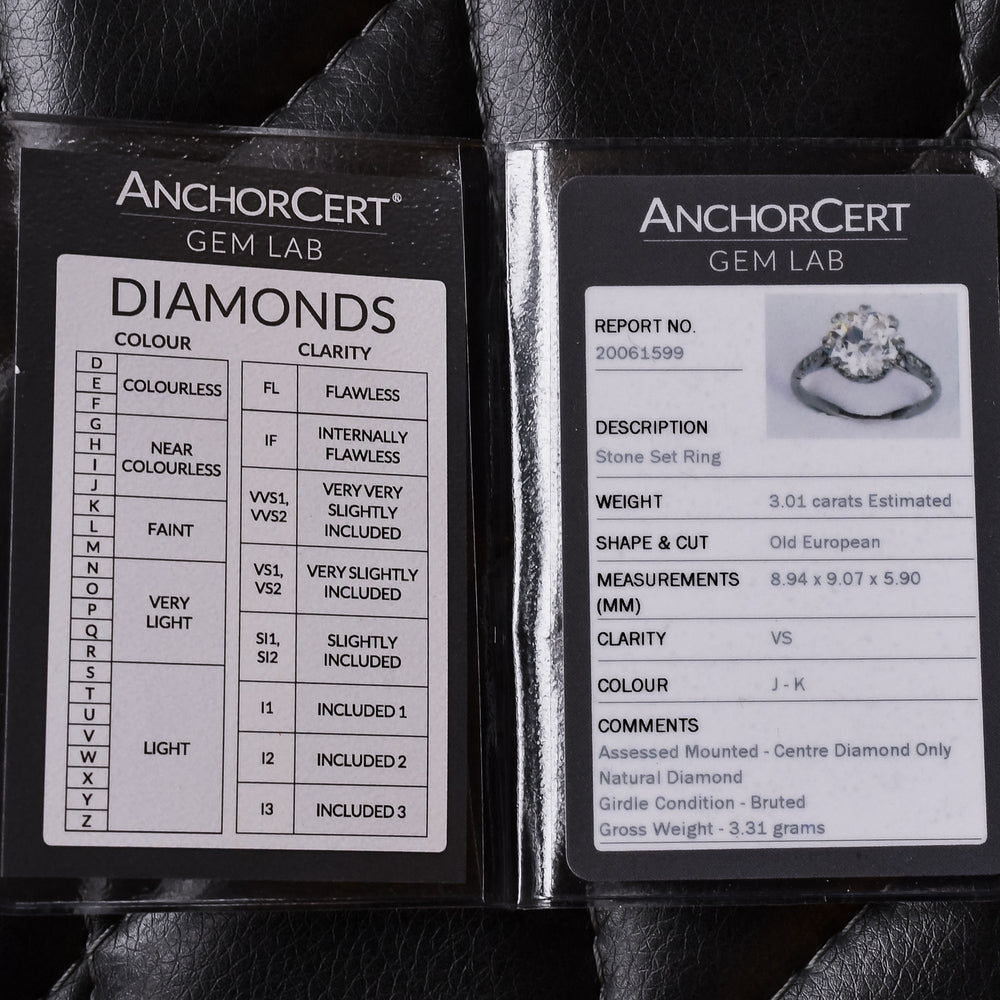 ANCHORCERT®
GEM LAB
DIAMONDS
COLOUR
D
E
F
COLOURLESS
G
H
I
J
NEAR
COLOURLESS
K
L
M
FAINT
N
O
P
Q
R
VERY
LIGHT
S
T
U
V
W
X
Y
Z
LIGHT
CLARITY
FL FLAWLESS
IF INTERNALLY
FLAWLESS
VVS1,
VVS2
VERY VERY
SLIGHTLY
INCLUDED
VS1,
VS2
VERY SLIGHTLY
INCLUDED
SI1,
SI2
SLIGHTLY
INCLUDED
I1 INCLUDED 1
I2 INCLUDED 2
I3 INCLUDED 3
ANCHORCERT
GEM LAB
REPORT NO.
20061599
DESCRIPTION
Stone Set Ring
WEIGHT 3.01 carats Estimated
SHAPE & CUT Old European
MEASUREMENTS 8.94 x 9.07 x 5.90
(MM)
CLARITY VS
COLOUR J - K
COMMENTS
Assessed Mounted - Centre Diamond Only
Natural Diamond
Girdle Condition - Bruted
Gross Weight - 3.31 grams